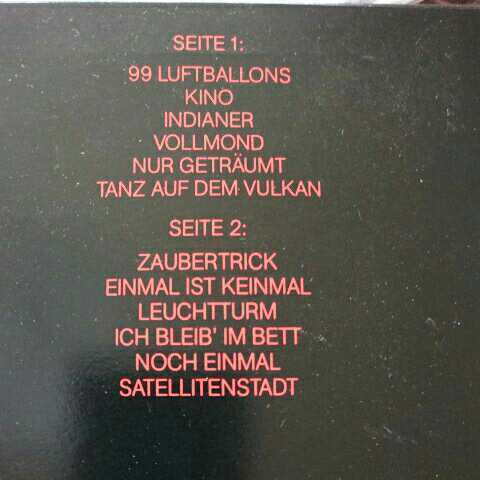 SEITE 1:
99 LUFTBALLONS
KINO
INDIANER
VOLLMOND
NUR GETRÄUMT
TANZ AUF DEM VULKAN
SEITE 2:
ZAUBERTRICK
EINMAL IST KEINMAL
LEUCHTTURM
ICH BLEIB' IM BETT
NOCH EINMAL
SATELLITENSTADT